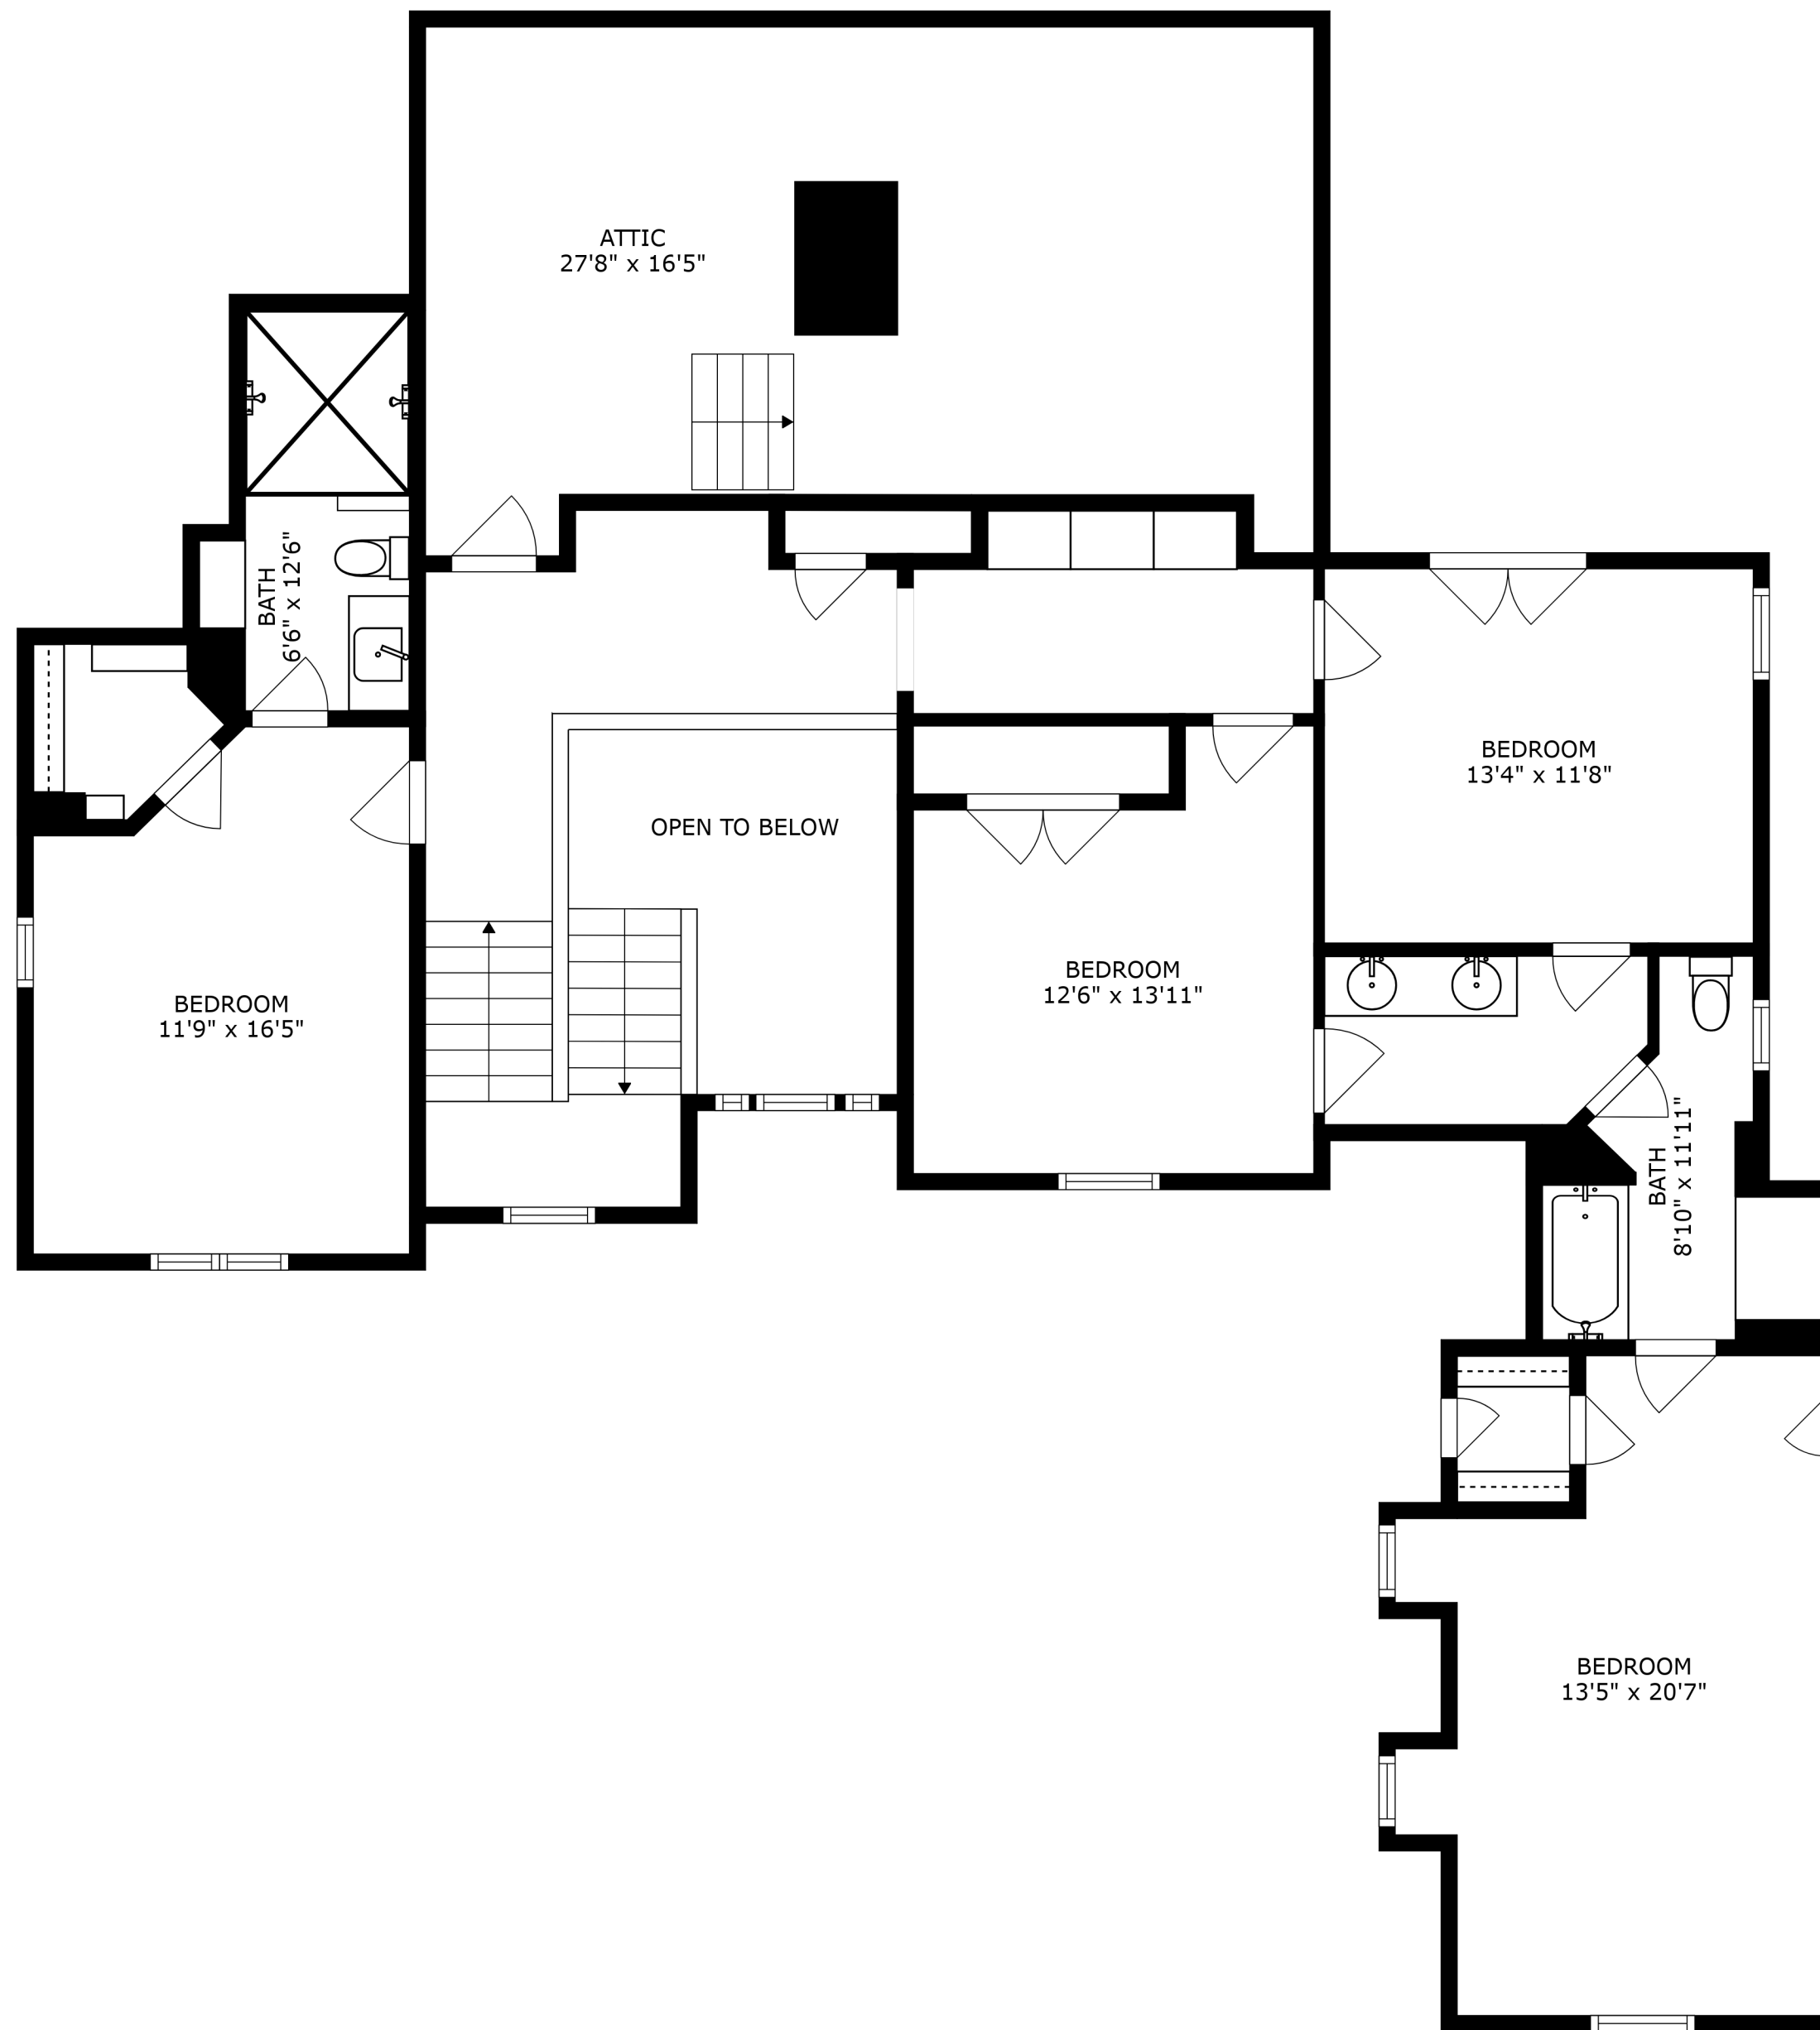 ATTIC
27'8" x 16'5"
BATH
6'6" x 12'6"
BEDROOM
13'4" x 11'8"
OPEN TO BELOW
BEDROOM
12'6" x 13'11"
BEDROOM
11'9" x 16'5"
BATH
8'10" x 11'11"
BEDROOM
13'5" x 20'7"